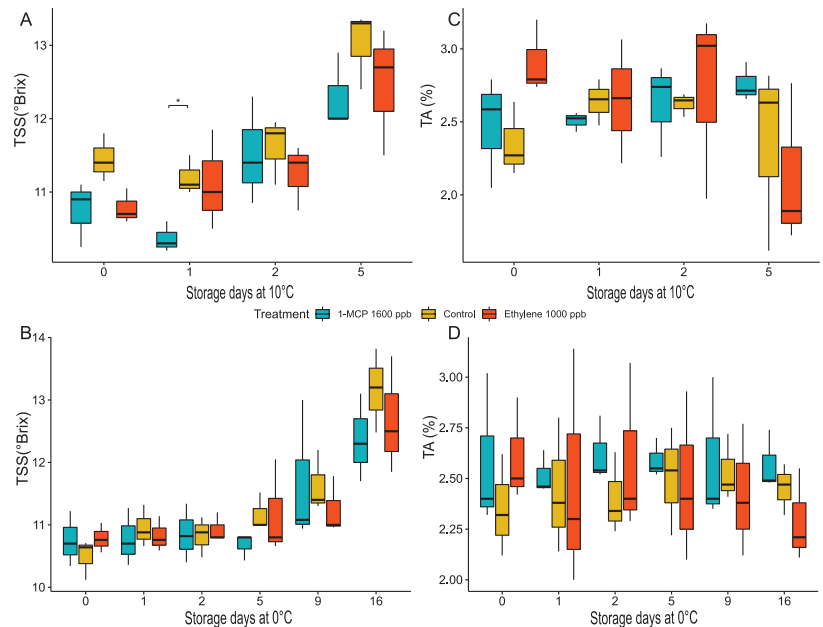 A
TSS(°Brix)
13
12
11
*
0 1 2 5
Storage days at 10°C
C
TA (%)
3.0
2.5
2.0
0 1 2 5
Storage days at 10°C
Treatment 1-MCP 1600 ppb Control Ethylene 1000 ppb
B
TSS(°Brix)
14
13
12
11
10
0 1 2 5 9 16
Storage days at 0°C
D
TA (%)
3.00
2.75
2.50
2.25
2.00
0 1 2 5 9 16
Storage days at 0°C